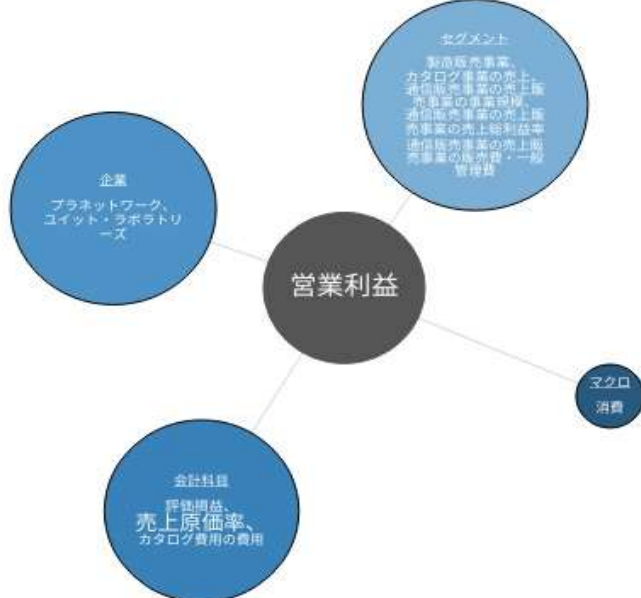 セグメント
製造販売事業、
カタログ事業の売上、
通信販売事業の売上販
売事業の事業規模、
通信販売事業の売上販
売事業の売上総利益率
通信販売事業の売上販
売事業の販売費・一般
管理費
企業
プラネットワーク、
ユイット・ラボラトリ
ーズ
営業利益
マクロ
消費
会計科目
評価損益、
売上原価率、
カタログ費用の費用